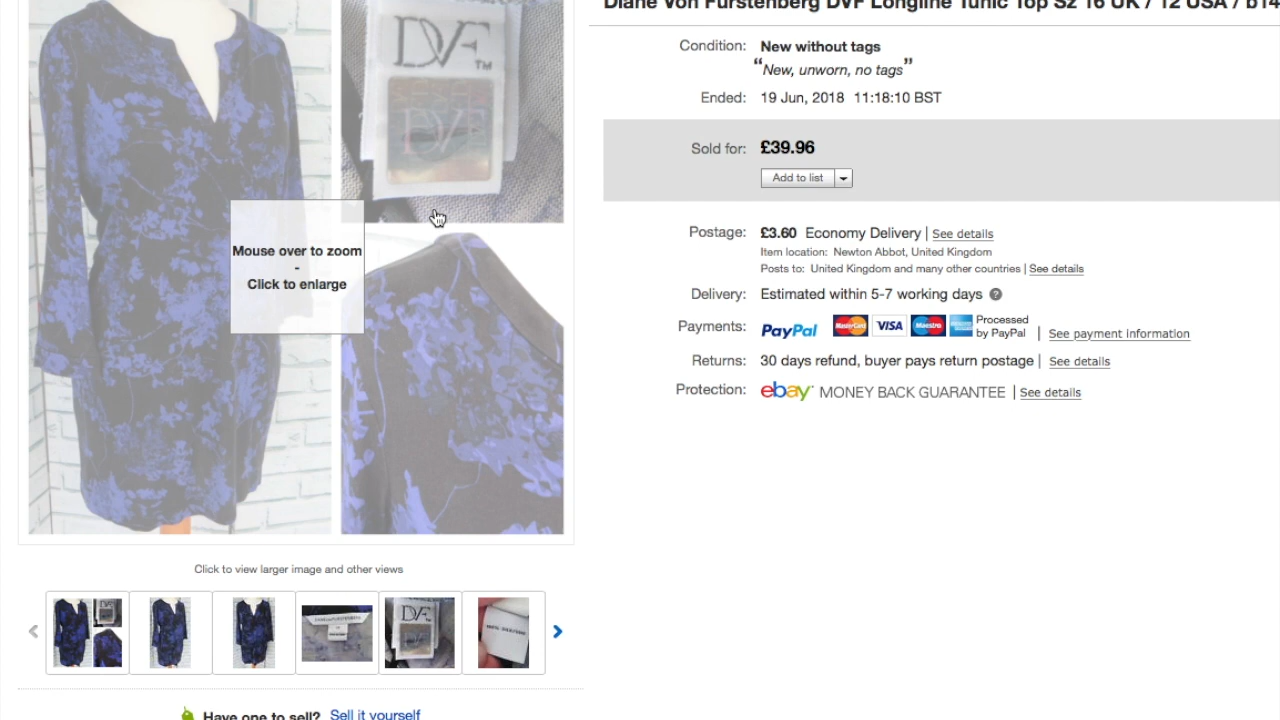 Diane Von Furstenberg DVF Longline Tunic Top Sz 16 UK / 12 USA / b14
Condition: New without tags
“New, unworn, no tags”
Ended: 19 Jun, 2018 11:18:10 BST
Sold for: £39.96
Add to list
Postage: £3.60 Economy Delivery | See details
Item location: Newton Abbot, United Kingdom
Posts to: United Kingdom and many other countries | See details
Delivery: Estimated within 5-7 working days ?
Payments: PayPal MasterCard VISA Maestro Processed
by PayPal | See payment information
Returns: 30 days refund, buyer pays return postage | See details
Protection: ebay MONEY BACK GUARANTEE | See details
DVF TM
DVF
Mouse over to zoom
-
Click to enlarge
Click to view larger image and other views
DVF
Have one to sell? Sell it yourself